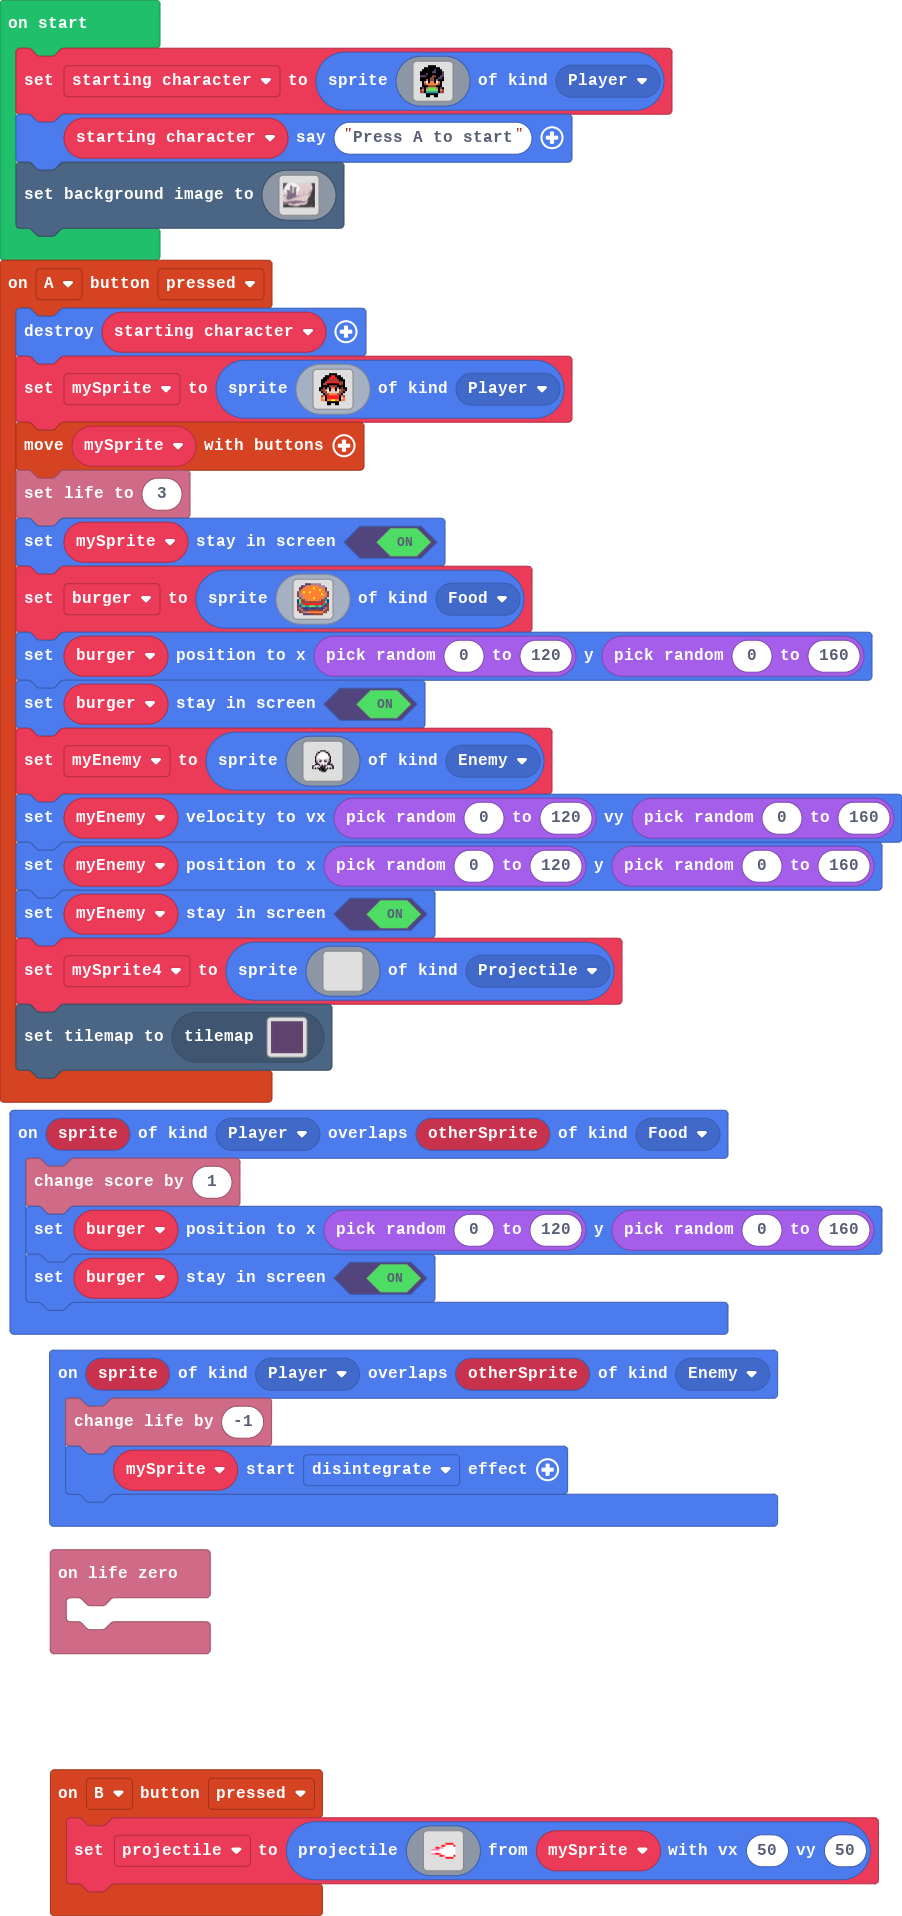 on start
set starting character to sprite of kind Player
starting character say "Press A to start"
set background image to
on A button pressed
destroy starting character
set mySprite to sprite of kind Player
move mySprite with buttons
set life to 3
set mySprite stay in screen ON
set burger to sprite of kind Food
set burger position to x pick random 0 to 120 y pick random 0 to 160
set burger stay in screen ON
set myEnemy to sprite of kind Enemy
set myEnemy velocity to vx pick random 0 to 120 vy pick random 0 to 160
set myEnemy position to x pick random 0 to 120 y pick random 0 to 160
set myEnemy stay in screen ON
set mySprite4 to sprite of kind Projectile
set tilemap to tilemap
on sprite of kind Player overlaps otherSprite of kind Food
change score by 1
set burger position to x pick random 0 to 120 y pick random 0 to 160
set burger stay in screen ON
on sprite of kind Player overlaps otherSprite of kind Enemy
change life by -1
mySprite start disintegrate effect
on life zero
on B button pressed
set projectile to projectile from mySprite with vx 50 vy 50